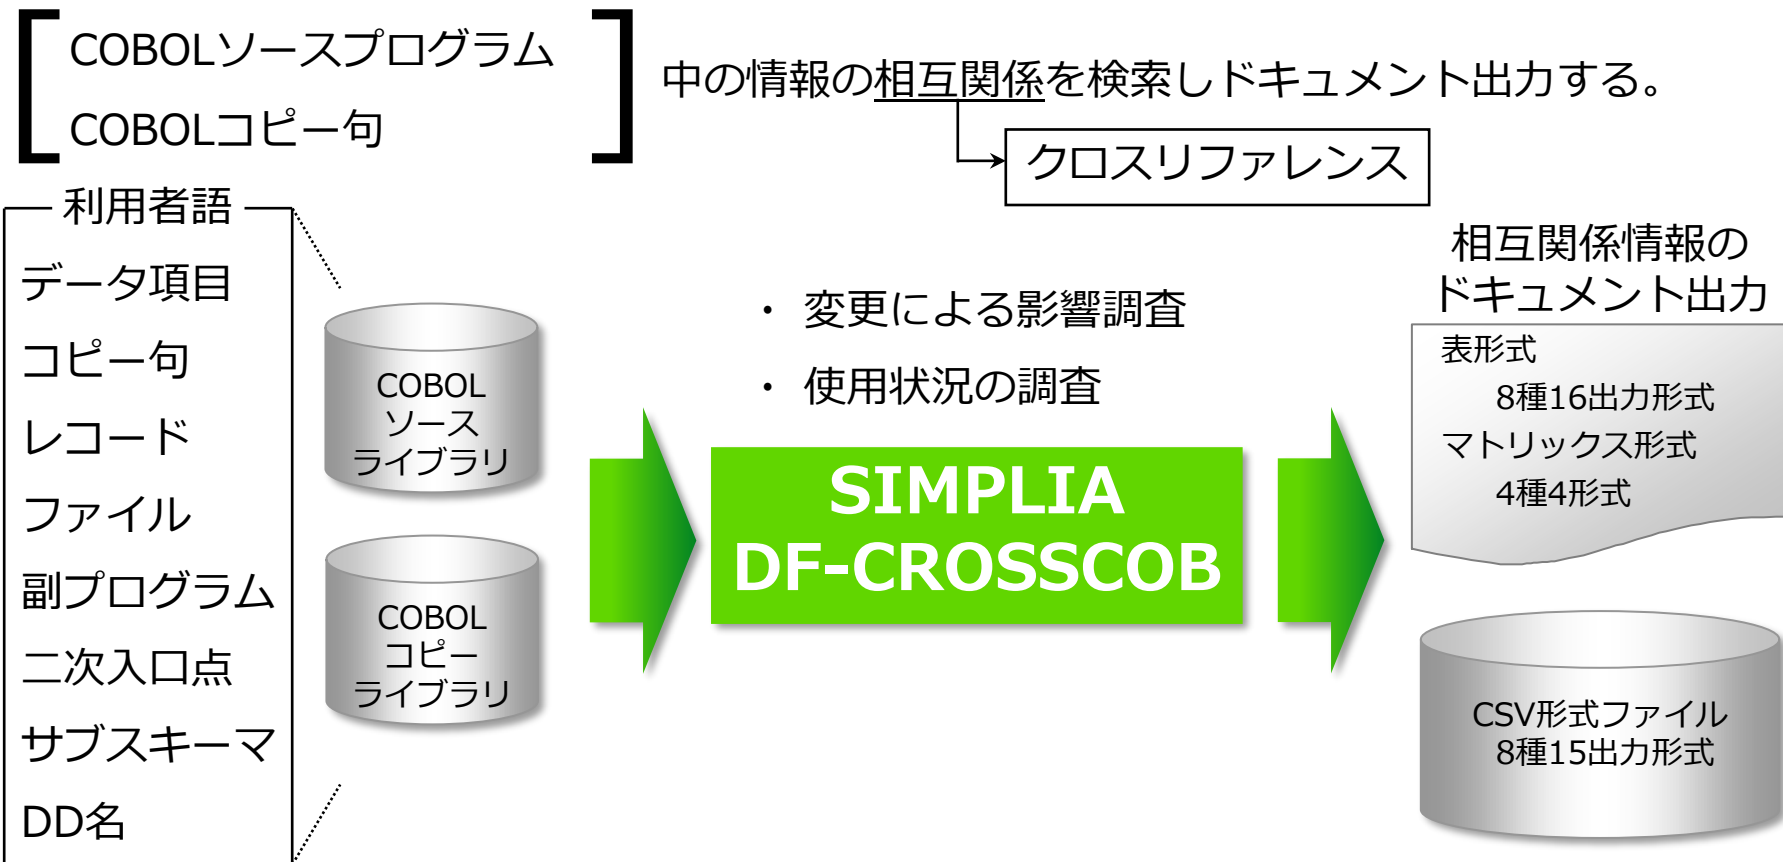 COBOLソースプログラム
COBOLコピー句
中の情報の相互関係を検索しドキュメント出力する。
クロスリファレンス
利用者語
データ項目
コピー句
レコード
ファイル
副プログラム
二次入口点
サブスキーマ
DD名
COBOL
ソース
ライブラリ
COBOL
コピー
ライブラリ
・ 変更による影響調査
・ 使用状況の調査
SIMPLIA
DF-CROSSCOB
相互関係情報の
ドキュメント出力
表形式
8種16出力形式
マトリックス形式
4種4形式
CSV形式ファイル
8種15出力形式